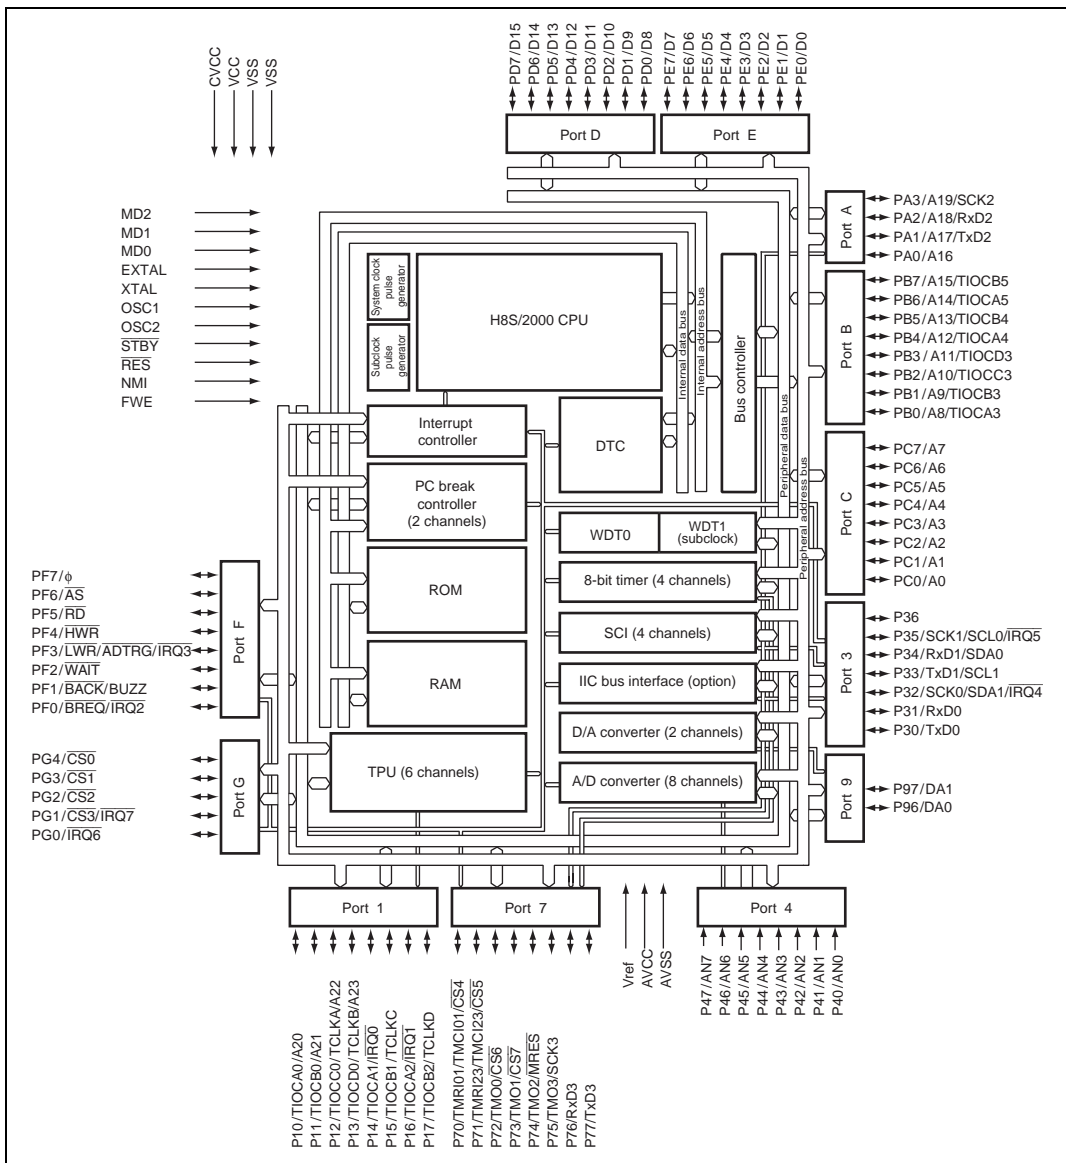 CVCC
VCC
VSS
VSS
PD7/D15
PD6/D14
PD5/D13
PD4/D12
PD3/D11
PD2/D10
PD1/D9
PD0/D8
PE7/D7
PE6/D6
PE5/D5
PE4/D4
PE3/D3
PE2/D2
PE1/D1
PE0/D0
Port D
Port E
MD2
MD1
MD0
EXTAL
XTAL
OSC1
OSC2
STBY
RES
NMI
FWE
System clock
pulse
generator
Subclock
pulse
generator
H8S/2000 CPU
Internal data bus
Internal address bus
Bus controller
Peripheral data bus
Peripheral address bus
Interrupt
controller
DTC
PC break
controller
(2 channels)
WDT0
WDT1
(subclock)
ROM
8-bit timer (4 channels)
SCI (4 channels)
RAM
IIC bus interface (option)
D/A converter (2 channels)
TPU (6 channels)
A/D converter (8 channels)
Port A
PA3/A19/SCK2
PA2/A18/RxD2
PA1/A17/TxD2
PA0/A16
Port B
PB7/A15/TIOCB5
PB6/A14/TIOCA5
PB5/A13/TIOCB4
PB4/A12/TIOCA4
PB3/A11/TIOCD3
PB2/A10/TIOCC3
PB1/A9/TIOCB3
PB0/A8/TIOCA3
Port C
PC7/A7
PC6/A6
PC5/A5
PC4/A4
PC3/A3
PC2/A2
PC1/A1
PC0/A0
Port 3
P36
P35/SCK1/SCL0/IRQ5
P34/RxD1/SDA0
P33/TxD1/SCL1
P32/SCK0/SDA1/IRQ4
P31/RxD0
P30/TxD0
Port 9
P97/DA1
P96/DA0
PF7/ϕ
PF6/AS
PF5/RD
PF4/HWR
PF3/LWR/ADTRG/IRQ3
PF2/WAIT
PF1/BACK/BUZZ
PF0/BREQ/IRQ2
Port F
PG4/CS0
PG3/CS1
PG2/CS2
PG1/CS3/IRQ7
PG0/IRQ6
Port G
Port 1
Port 7
Port 4
P10/TIOCA0/A20
P11/TIOCB0/A21
P12/TIOCC0/TCLKA/A22
P13/TIOCD0/TCLKB/A23
P14/TIOCA1/IRQ0
P15/TIOCB1/TCLKC
P16/TIOCA2/IRQ1
P17/TIOCB2/TCLKD
P70/TMRI01/TMCI01/CS4
P71/TMRI23/TMCI23/CS5
P72/TMO0/CS6
P73/TMO1/CS7
P74/TMO2/MRES
P75/TMO3/SCK3
P76/RxD3
P77/TxD3
Vref
AVCC
AVSS
P47/AN7
P46/AN6
P45/AN5
P44/AN4
P43/AN3
P42/AN2
P41/AN1
P40/AN0